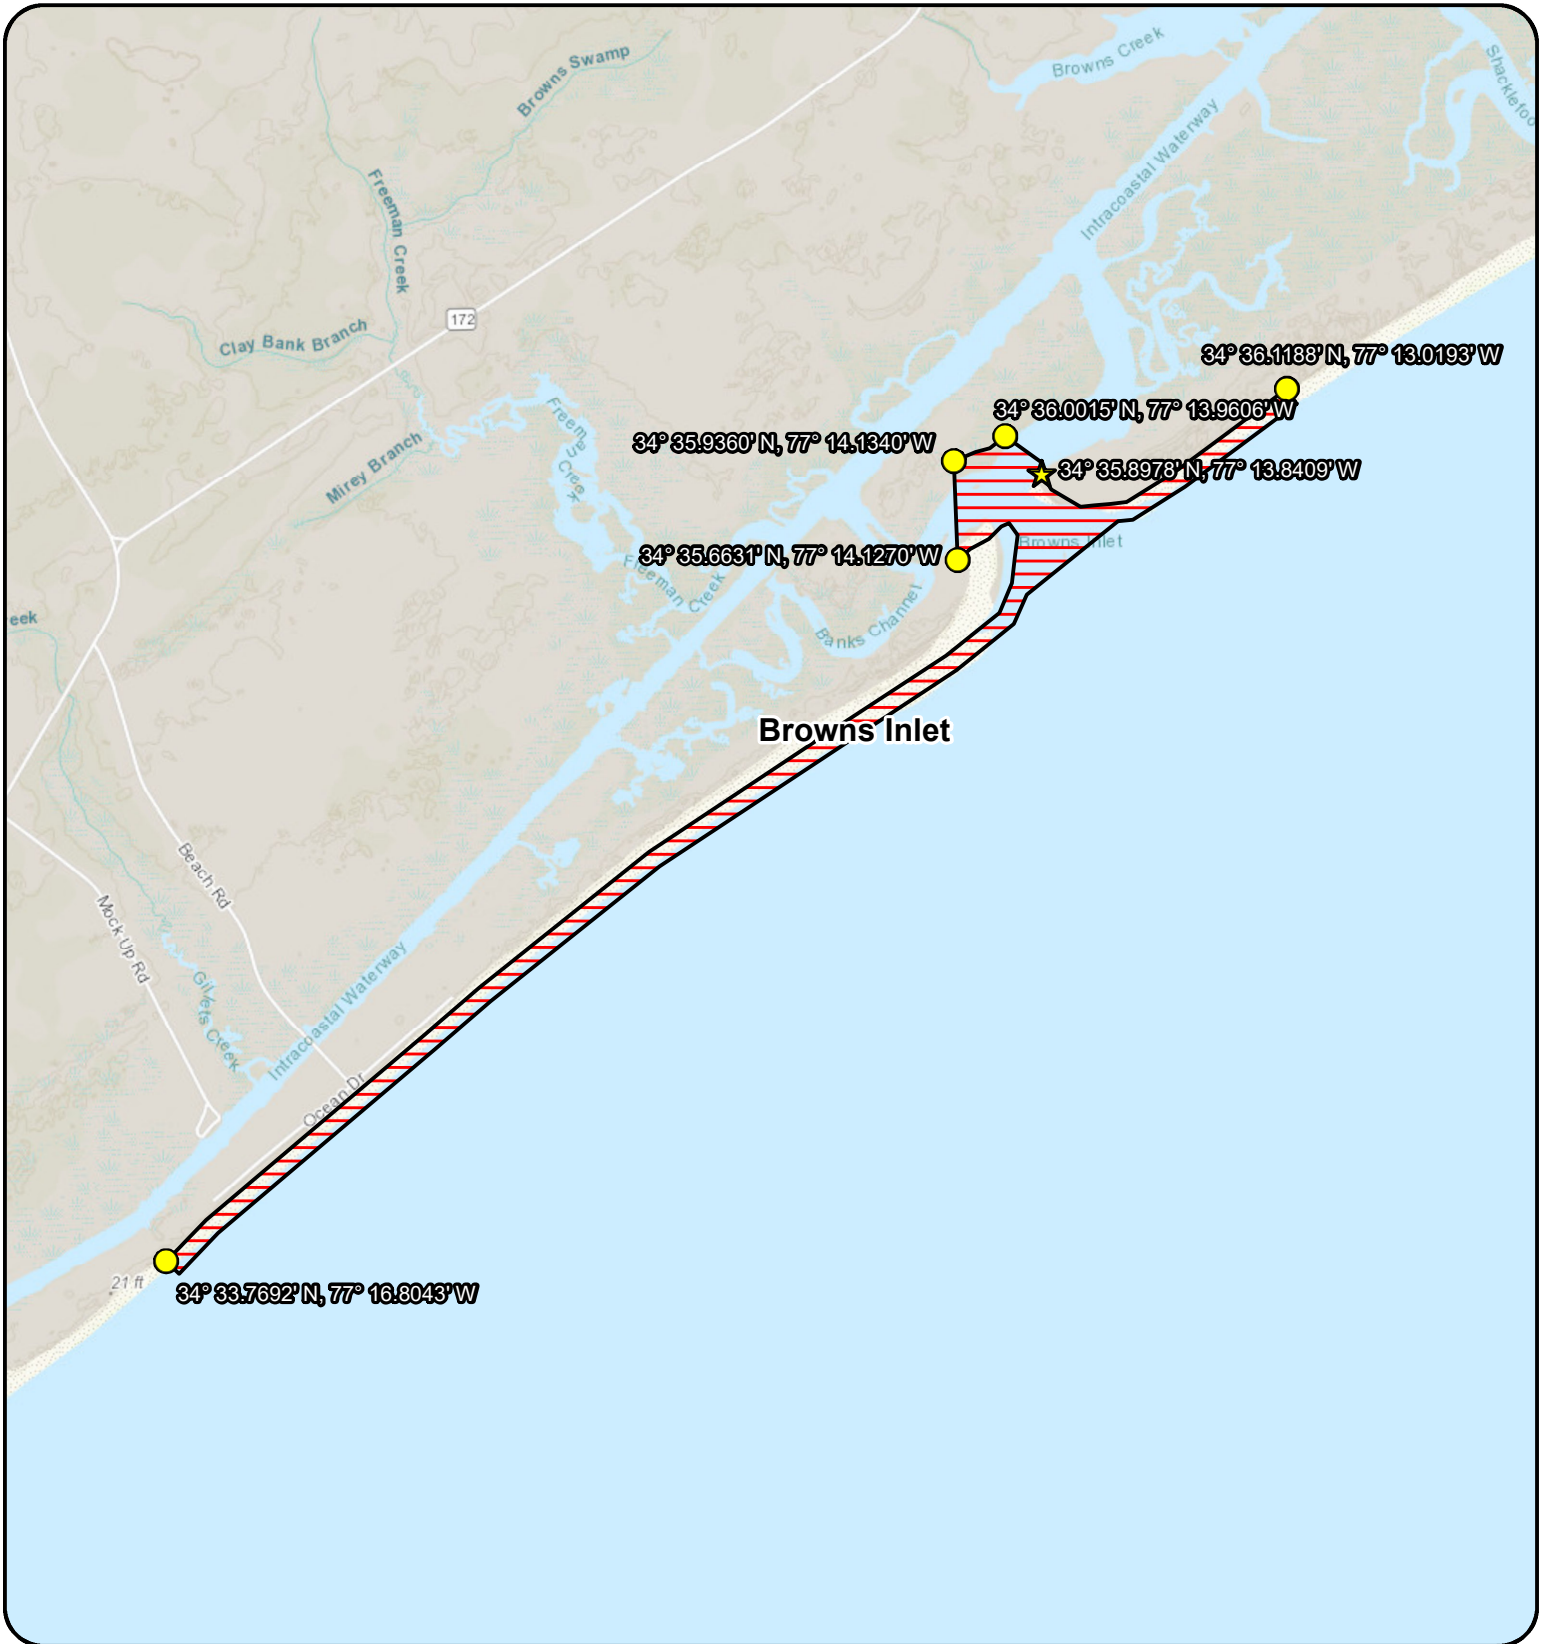 Browns Creek
Shacklefoo
Browns Swamp
Intracoastal Waterway
Freeman Creek
172
Clay Bank Branch
34° 36.1188' N, 77° 13.0193' W
34° 36.0015' N, 77° 13.9606' W
Freeman Creek
34° 35.9360' N, 77° 14.1340' W
34° 35.8978' N, 77° 13.8409' W
Mirey Branch
Browns Inlet
34° 35.6631' N, 77° 14.1270' W
Freeman Creek
eek
Banks Channel
Browns Inlet
Beach Rd
Mock Up Rd
Gillets Creek
Intracoastal Waterway
Ocean Dr
21 ft
34° 33.7692' N, 77° 16.8043' W